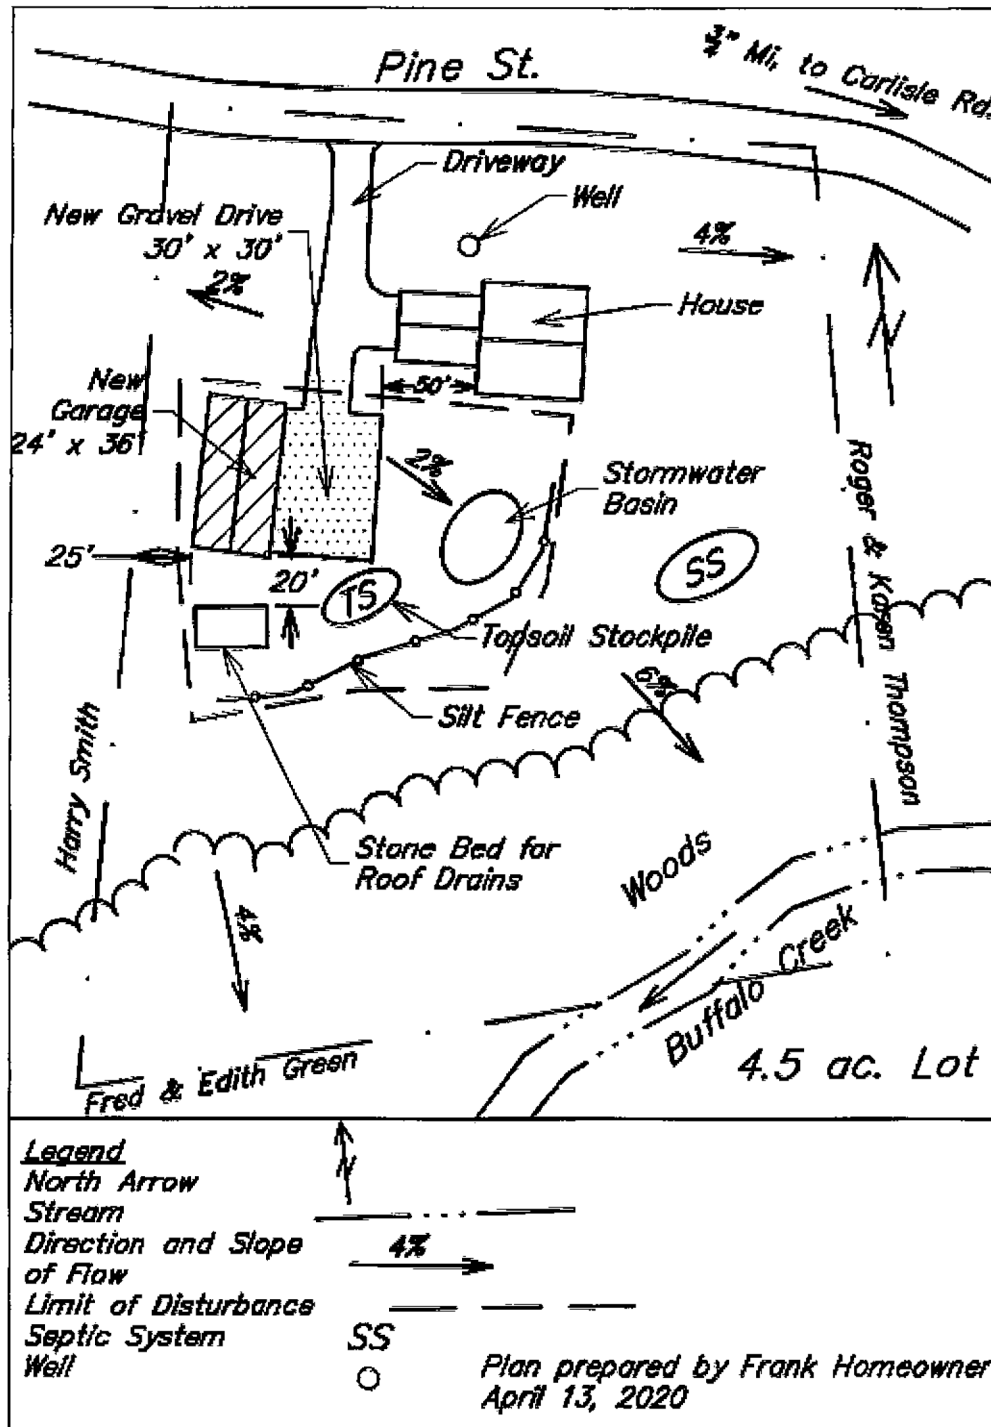 Pine St.
3/4" Mi, to Carlisle Rd.
Driveway
Well
New Gravel Drive
30' x 30'
2%
4%
House
New
Garage
24' x 36'
50'
2%
Stormwater
Basin
25'
20'
TS
SS
Topsoil Stockpile
Silt Fence
6%
Roger & Karen Thompson
Harry Smith
Stone Bed for
Roof Drains
4%
Woods
Buffalo Creek
Fred & Edith Green
4.5 ac. Lot
Legend
North Arrow
N
Stream
Direction and Slope
of Flow
4%
Limit of Disturbance
Septic System
SS
Well
Plan prepared by Frank Homeowner
April 13, 2020
N